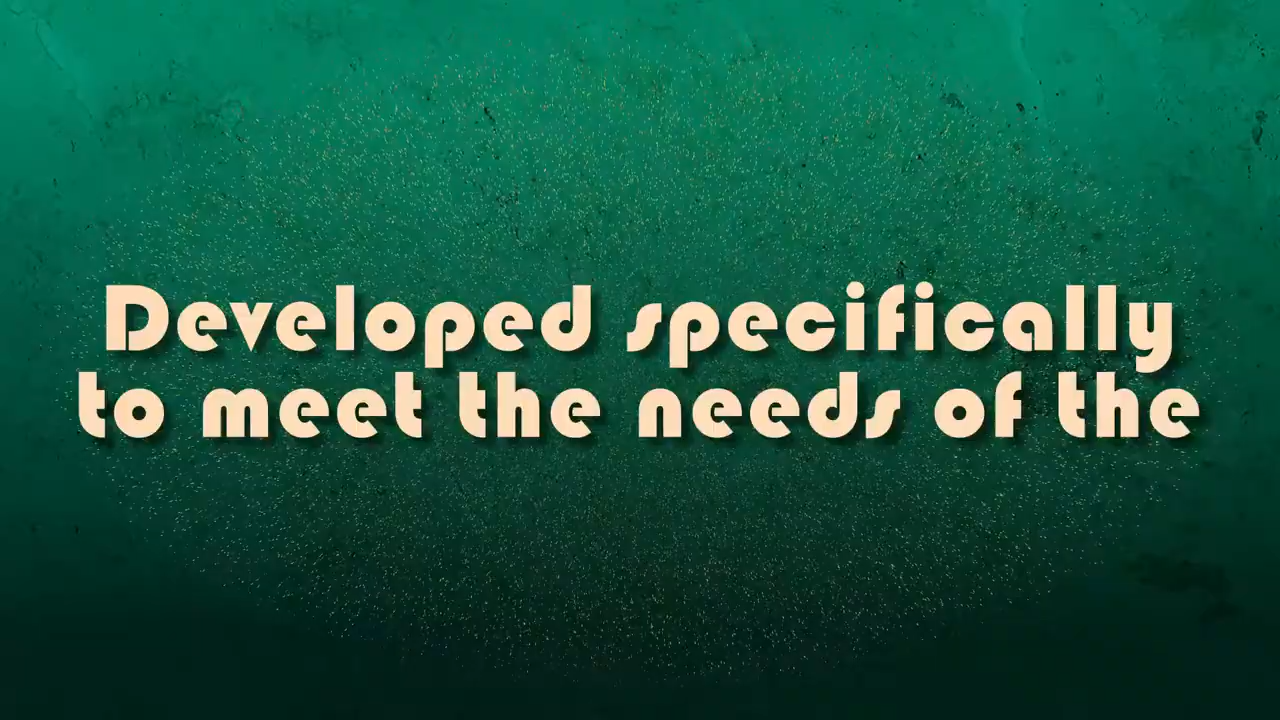 Developed specifically
to meet the needs of the